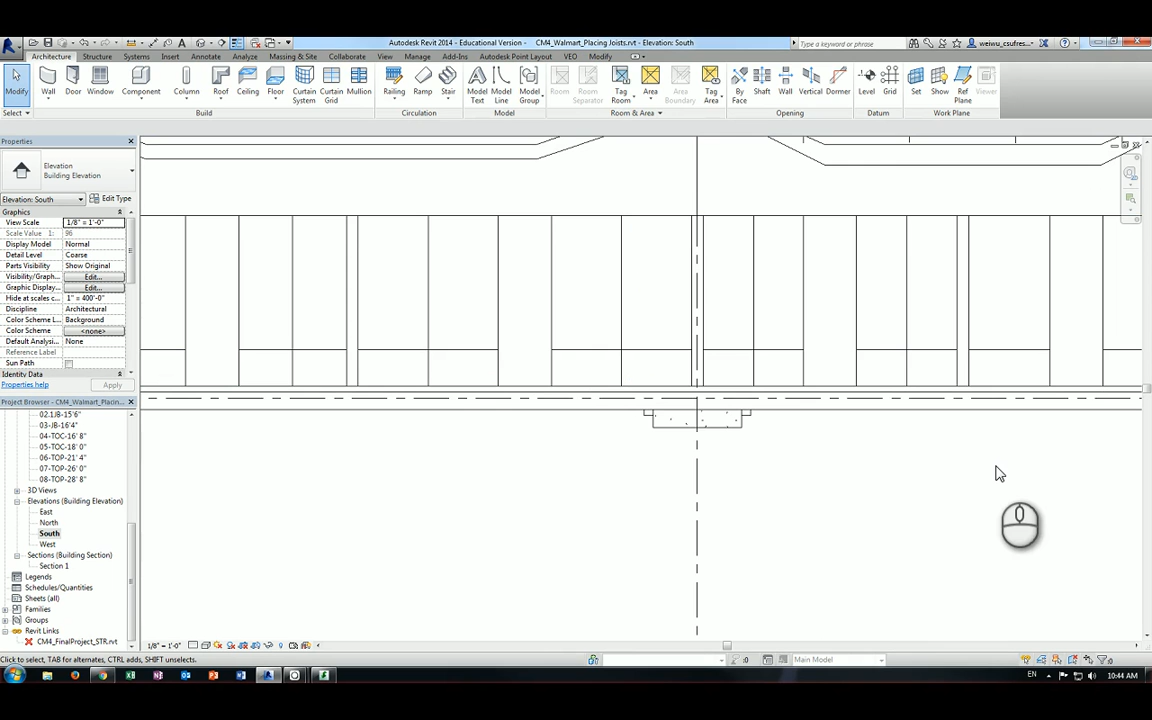 Autodesk Revit 2014 - Educational Version - CM4_Walmart_Placing Joists.rvt - Elevation: South
Type a keyword or phrase
weiwu_csufres...
Architecture Structure Systems Insert Annotate Analyze Massing & Site Collaborate View Manage Add-Ins Autodesk Point Layout VEO Modify
Modify Wall Door Window Component Column Roof Ceiling Floor Curtain System Curtain Grid Mullion Railing Ramp Stair Model Text Model Line Model Group Room Room Separator Tag Room Area Area Boundary Tag Area By Face Shaft Wall Vertical Dormer Level Grid Set Show Ref Plane Viewer
Select Build Circulation Model Room & Area Opening Datum Work Plane
Properties
Elevation
Building Elevation
Elevation: South Edit Type
Graphics
View Scale 1/8" = 1'-0"
Scale Value 1: 96
Display Model Normal
Detail Level Coarse
Parts Visibility Show Original
Visibility/Graph... Edit...
Graphic Display... Edit...
Hide at scales c... 1" = 400'-0"
Discipline Architectural
Color Scheme L... Background
Color Scheme <none>
Default Analysi... None
Reference Label
Sun Path
Identity Data
Properties help Apply
Project Browser - CM4_Walmart_Placing...
02.1JB-15'6"
03-JB-16'4"
04-TOC-16' 8"
05-TOC-18' 0"
06-TOP-21' 4"
07-TOP-26' 0"
08-TOP-28' 8"
3D Views
Elevations (Building Elevation)
East
North
South
West
Sections (Building Section)
Section 1
Legends
Schedules/Quantities
Sheets (all)
Families
Groups
Revit Links
CM4_FinalProject_STR.rvt
1/8" = 1'-0"
Click to select, TAB for alternates, CTRL adds, SHIFT unselects.
:0
Main Model
:0
EN
10:44 AM